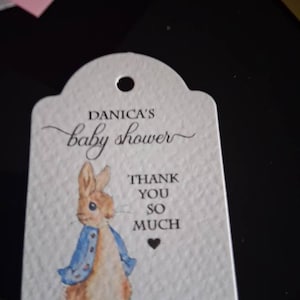 DANICA'S
baby shower
THANK
YOU
SO
MUCH